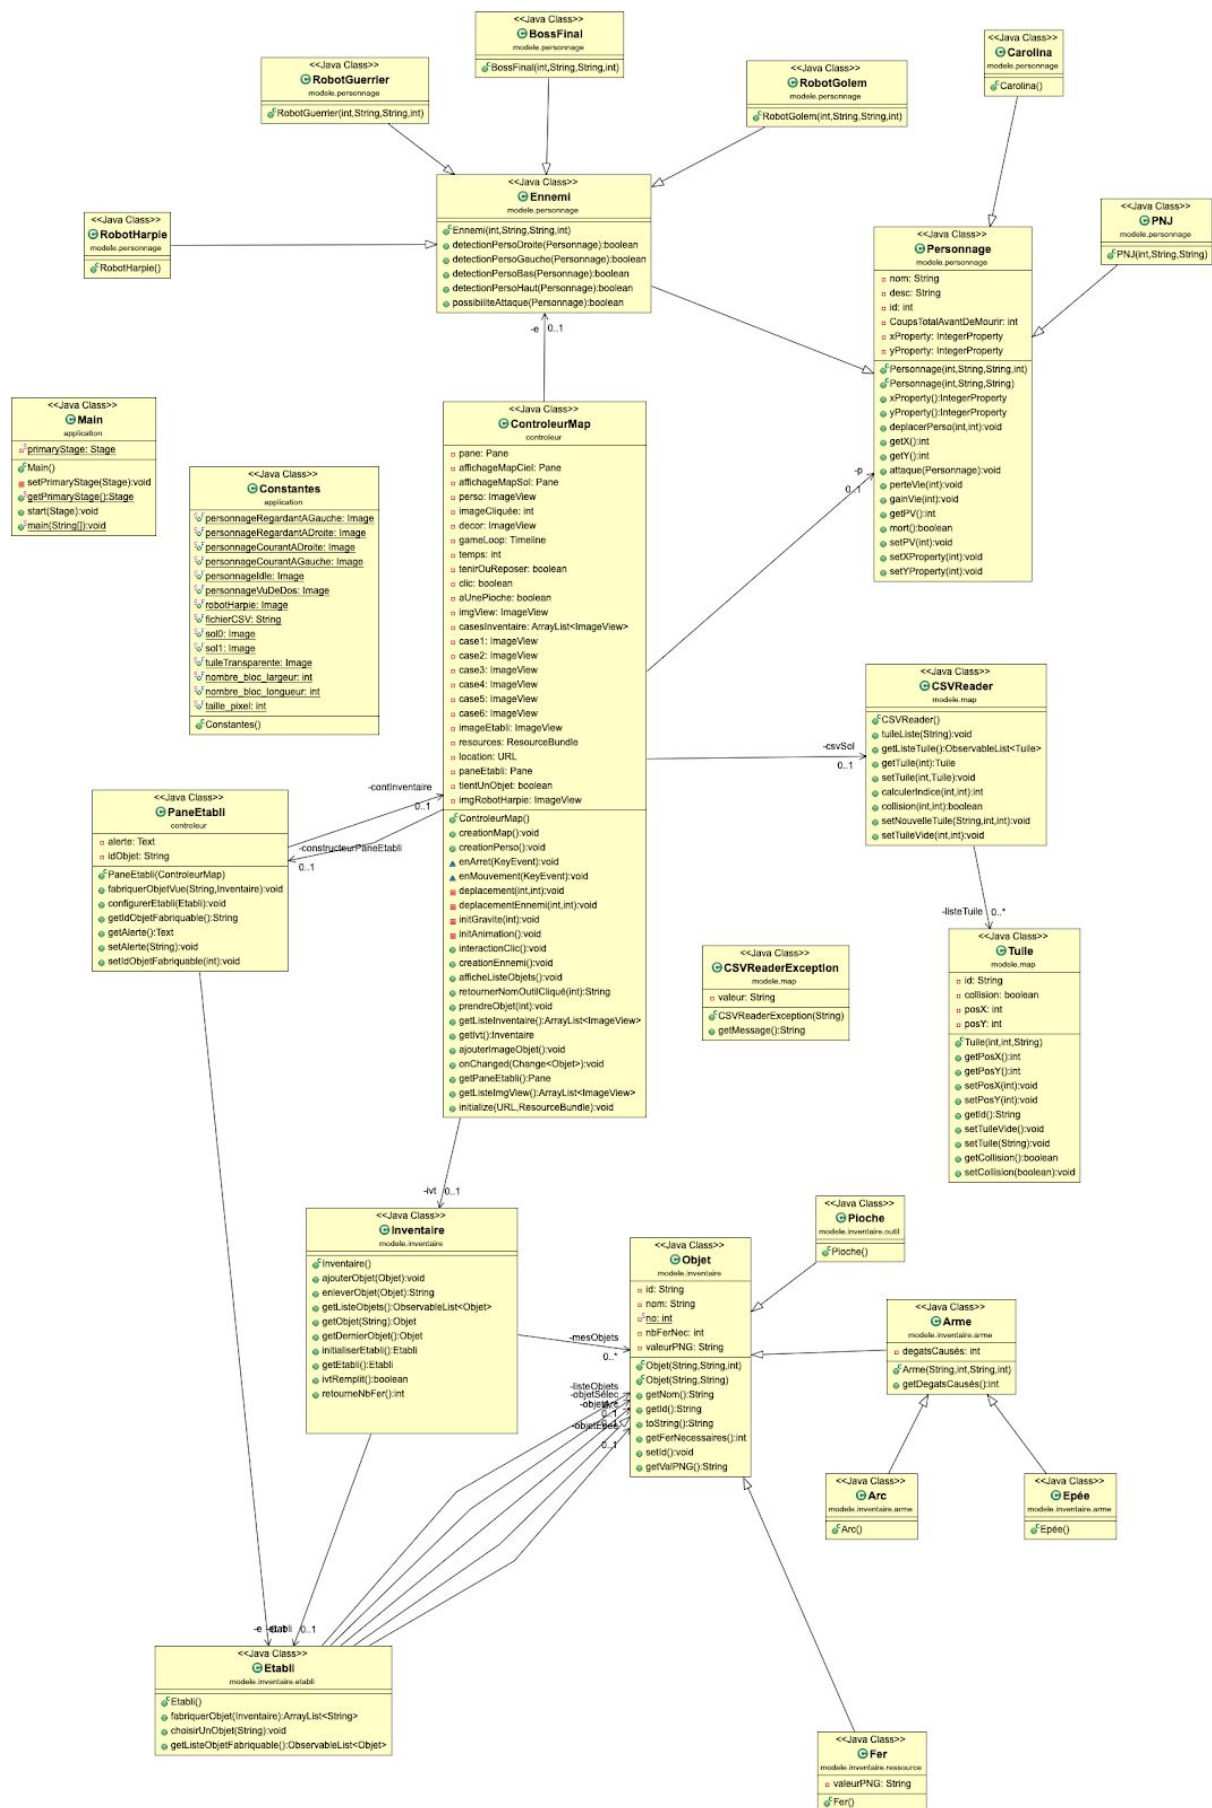 <<Java Class>>
BossFinal
modele.personnage
BossFinal(int,String,String,int)
<<Java Class>>
RobotGuerrier
modele.personnage
RobotGuerrier(int,String,String,int)
<<Java Class>>
RobotGolem
modele.personnage
RobotGolem(int,String,String,int)
<<Java Class>>
Carolina
modele.personnage
Carolina()
<<Java Class>>
Ennemi
modele.personnage
Ennemi(int,String,String,int)
detectionPersoDroite(Personnage):boolean
detectionPersoGauche(Personnage):boolean
detectionPersoBas(Personnage):boolean
detectionPersoHaut(Personnage):boolean
possibiliteAttaque(Personnage):boolean
<<Java Class>>
RobotHarpie
modele.personnage
RobotHarpie()
<<Java Class>>
PNJ
modele.personnage
PNJ(int,String,String)
<<Java Class>>
Personnage
modele.personnage
nom: String
desc: String
id: int
CoupsTotalAvantDeMourir: int
xProperty: IntegerProperty
yProperty: IntegerProperty
Personnage(int,String,String,int)
Personnage(int,String,String)
xProperty():IntegerProperty
yProperty():IntegerProperty
deplacerPerso(int,int):void
getX():int
getY():int
attaque(Personnage):void
perteVie(int):void
gainVie(int):void
getPV():int
mort():boolean
setPV(int):void
setXProperty(int):void
setYProperty(int):void
-e 0..1
<<Java Class>>
Main
application
primaryStage: Stage
Main()
setPrimaryStage(Stage):void
getPrimaryStage():Stage
start(Stage):void
main(String[]):void
<<Java Class>>
Constantes
application
personnageRegardantAGauche: Image
personnageRegardantADroite: Image
personnageCourantADroite: Image
personnageCourantAGauche: Image
personnageIdle: Image
personnageVuDeDos: Image
robotHarpie: Image
fichierCSV: String
sol0: Image
sol1: Image
tuileTransparente: Image
nombre_bloc_largeur: int
nombre_bloc_longueur: int
taille_pixel: int
Constantes()
<<Java Class>>
ControleurMap
controleur
pane: Pane
affichageMapCiel: Pane
affichageMapSol: Pane
perso: ImageView
imageCliquée: int
decor: ImageView
gameLoop: Timeline
temps: int
tenirOuReposer: boolean
clic: boolean
aUnePioche: boolean
imgView: ImageView
casesInventaire: ArrayList<ImageView>
case1: ImageView
case2: ImageView
case3: ImageView
case4: ImageView
case5: ImageView
case6: ImageView
imageEtabli: ImageView
resources: ResourceBundle
location: URL
paneEtabli: Pane
tientUnObjet: boolean
imgRobotHarpie: ImageView
ControleurMap()
creationMap():void
creationPerso():void
enArret(KeyEvent):void
enMouvement(KeyEvent):void
deplacement(int,int):void
deplacementEnnemi(int,int):void
initGravite(int):void
initAnimation():void
interactionClic():void
creationEnnemi():void
afficheListeObjets():void
retournerNomOutilCliqué(int):String
prendreObjet(int):void
getListeInventaire():ArrayList<ImageView>
getIvt():Inventaire
ajouterImageObjet():void
onChanged(Change<Objet>):void
getPaneEtabli():Pane
getListeImgView():ArrayList<ImageView>
initialize(URL,ResourceBundle):void
-p
0..1
-csvSol
0..1
<<Java Class>>
CSVReader
modele.map
CSVReader()
tuileListe(String):void
getListeTuile():ObservableList<Tuile>
getTuile(int):Tuile
setTuile(int,Tuile):void
calculerIndice(int,int):int
collision(int,int):boolean
setNouvelleTuile(String,int,int):void
setTuileVide(int,int):void
-contInventaire
0..1
-constructeurPaneEtabli
0..1
<<Java Class>>
PaneEtabli
controleur
alerte: Text
idObjet: String
PaneEtabli(ControleurMap)
fabriquerObjetVue(String,Inventaire):void
configurerEtabli(Etabli):void
getIdObjetFabriquable():String
getAlerte():Text
setAlerte(String):void
setIdObjetFabriquable(int):void
-listeTuile 0..*
<<Java Class>>
Tuile
modele.map
id: String
collision: boolean
posX: int
posY: int
Tuile(int,int,String)
getPosX():int
getPosY():int
setPosX(int):void
setPosY(int):void
getId():String
setTuileVide():void
setTuile(String):void
getCollision():boolean
setCollision(boolean):void
<<Java Class>>
CSVReaderException
modele.map
valeur: String
CSVReaderException(String)
getMessage():String
-ivt 0..1
<<Java Class>>
Inventaire
modele.inventaire
Inventaire()
ajouterObjet(Objet):void
enleverObjet(Objet):String
getListeObjets():ObservableList<Objet>
getObjet(String):Objet
getDernierObjet():Objet
initialiserEtabli():Etabli
getEtabli():Etabli
ivtRemplit():boolean
retourneNbFer():int
<<Java Class>>
Pioche
modele.inventaire.outil
Pioche()
<<Java Class>>
Objet
modele.inventaire
id: String
nom: String
no: int
nbFerNec: int
valeurPNG: String
Objet(String,String,int)
Objet(String,String)
getNom():String
getId():String
toString():String
getFerNecessaires():int
setId():void
getValPNG():String
-mesObjets
0..*
-listeObjets
-objetSélec
0..1
0..1
<<Java Class>>
Arme
modele.inventaire.arme
degatsCausés: int
Arme(String,int,String,int)
getDegatsCausés():int
<<Java Class>>
Arc
modele.inventaire.arme
Arc()
<<Java Class>>
Epée
modele.inventaire.arme
Epée()
-e 0..1
<<Java Class>>
Etabli
modele.inventaire.etabli
Etabli()
fabriquerObjet(Inventaire):ArrayList<String>
choisirUnObjet(String):void
getListeObjetFabriquable():ObservableList<Objet>
<<Java Class>>
Fer
modele.inventaire.ressource
valeurPNG: String
Fer()